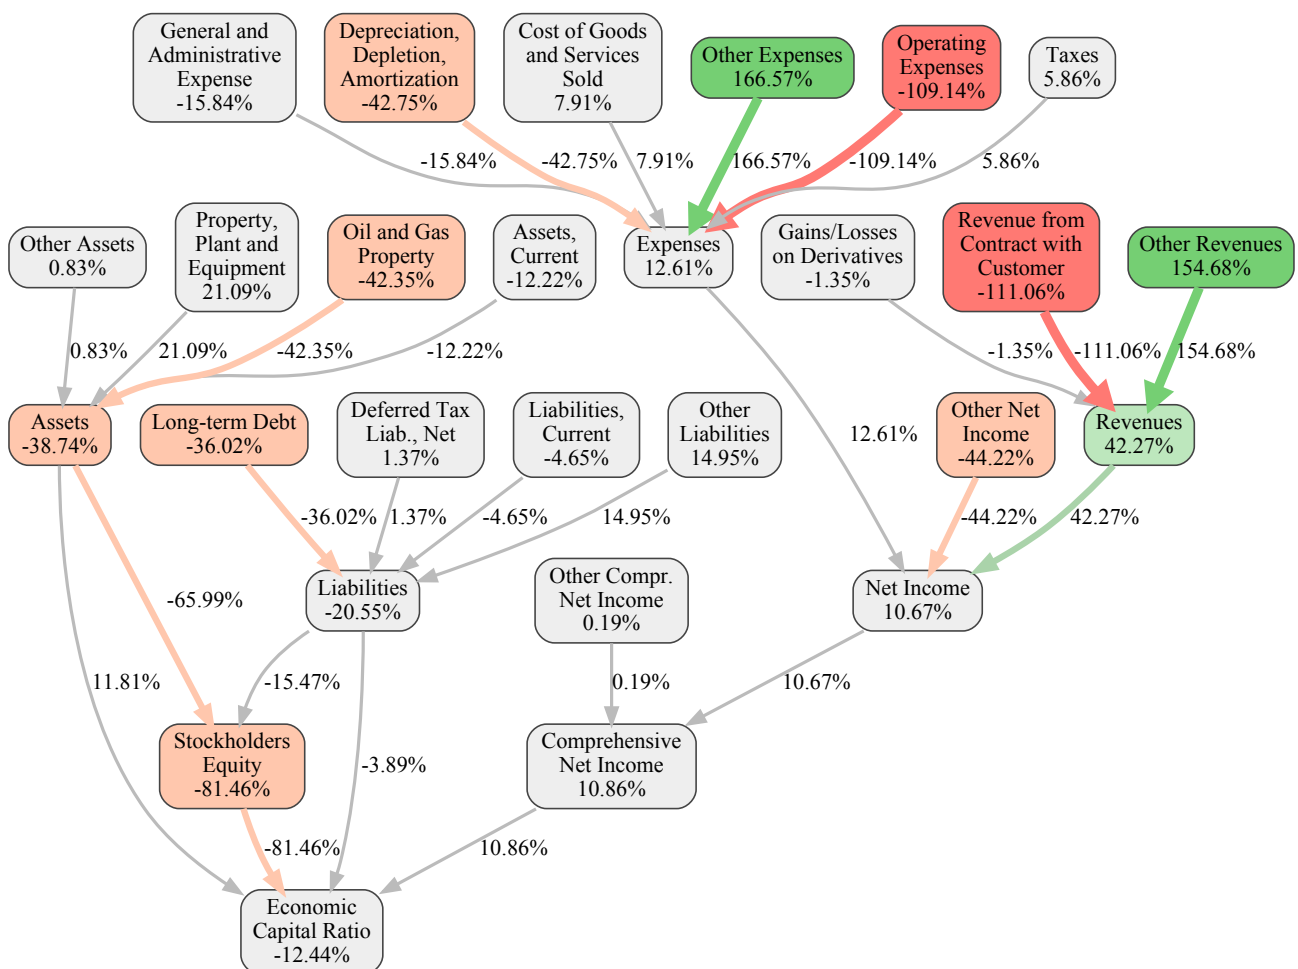 General and
Administrative
Expense
-15.84%
Depreciation,
Depletion,
Amortization
-42.75%
Cost of Goods
and Services
Sold
7.91%
Other Expenses
166.57%
Operating
Expenses
-109.14%
Taxes
5.86%
-15.84%
-42.75%
7.91%
166.57%
-109.14%
5.86%
Other Assets
0.83%
Property,
Plant and
Equipment
21.09%
Oil and Gas
Property
-42.35%
Assets,
Current
-12.22%
Expenses
12.61%
Gains/Losses
on Derivatives
-1.35%
Revenue from
Contract with
Customer
-111.06%
Other Revenues
154.68%
0.83%
21.09%
-42.35%
-12.22%
-1.35%
-111.06%
154.68%
Assets
-38.74%
Long-term Debt
-36.02%
Deferred Tax
Liab., Net
1.37%
Liabilities,
Current
-4.65%
Other
Liabilities
14.95%
12.61%
Other Net
Income
-44.22%
Revenues
42.27%
-36.02%
1.37%
-4.65%
14.95%
-44.22%
42.27%
-65.99%
Liabilities
-20.55%
Other Compr.
Net Income
0.19%
Net Income
10.67%
11.81%
-15.47%
0.19%
10.67%
Stockholders
Equity
-81.46%
-3.89%
Comprehensive
Net Income
10.86%
-81.46%
10.86%
Economic
Capital Ratio
-12.44%